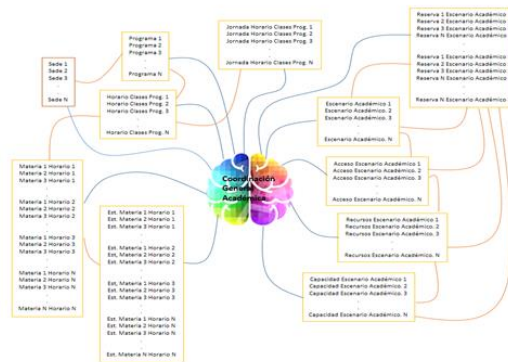 Sede 1
Sede 2
Sede 3
Sede N
Programa 1
Programa 2
Programa 3
Programa N
Horario Clases Prog. 1
Horario Clases Prog. 2
Horario Clases Prog. 3
Horario Clases Prog. N
Jornada Horario Clases Prog. 1
Jornada Horario Clases Prog. 2
Jornada Horario Clases Prog. 3
Jornada Horario Clases Prog. N
Materia 1 Horario 1
Materia 2 Horario 1
Materia 3 Horario 1
Materia 1 Horario 2
Materia 2 Horario 2
Materia 3 Horario 2
Materia 1 Horario 3
Materia 2 Horario 3
Materia 3 Horario 3
Materia 1 Horario N
Materia 2 Horario N
Materia 3 Horario N
Materia N Horario N
Est. Materia 1 Horario 1
Est. Materia 2 Horario 1
Est. Materia 3 Horario 1
Est. Materia 1 Horario 2
Est. Materia 2 Horario 2
Est. Materia 3 Horario 2
Est. Materia 1 Horario 3
Est. Materia 2 Horario 3
Est. Materia 3 Horario 3
Est. Materia 1 Horario N
Est. Materia 2 Horario N
Est. Materia 3 Horario N
Est. Materia N Horario N
Coordinación
General
Académica
Reserva 1 Escenario Académico
Reserva 2 Escenario Académico
Reserva 3 Escenario Académico
Reserva N Escenario Académico
Reserva 1 Escenario Académico
Reserva 2 Escenario Académico
Reserva 3 Escenario Académico
Reserva N Escenario Académico
Escenario Académico. 1
Escenario Académico. 2
Escenario Académico. 3
Escenario Académico. N
Acceso Escenario Académico. 1
Acceso Escenario Académico. 2
Acceso Escenario Académico. 3
Acceso Escenario Académico. N
Recursos Escenario Académico. 1
Recursos Escenario Académico. 2
Recursos Escenario Académico. 3
Recursos Escenario Académico. N
Capacidad Escenario Académico. 1
Capacidad Escenario Académico. 2
Capacidad Escenario Académico. 3
Capacidad Escenario Académico. N